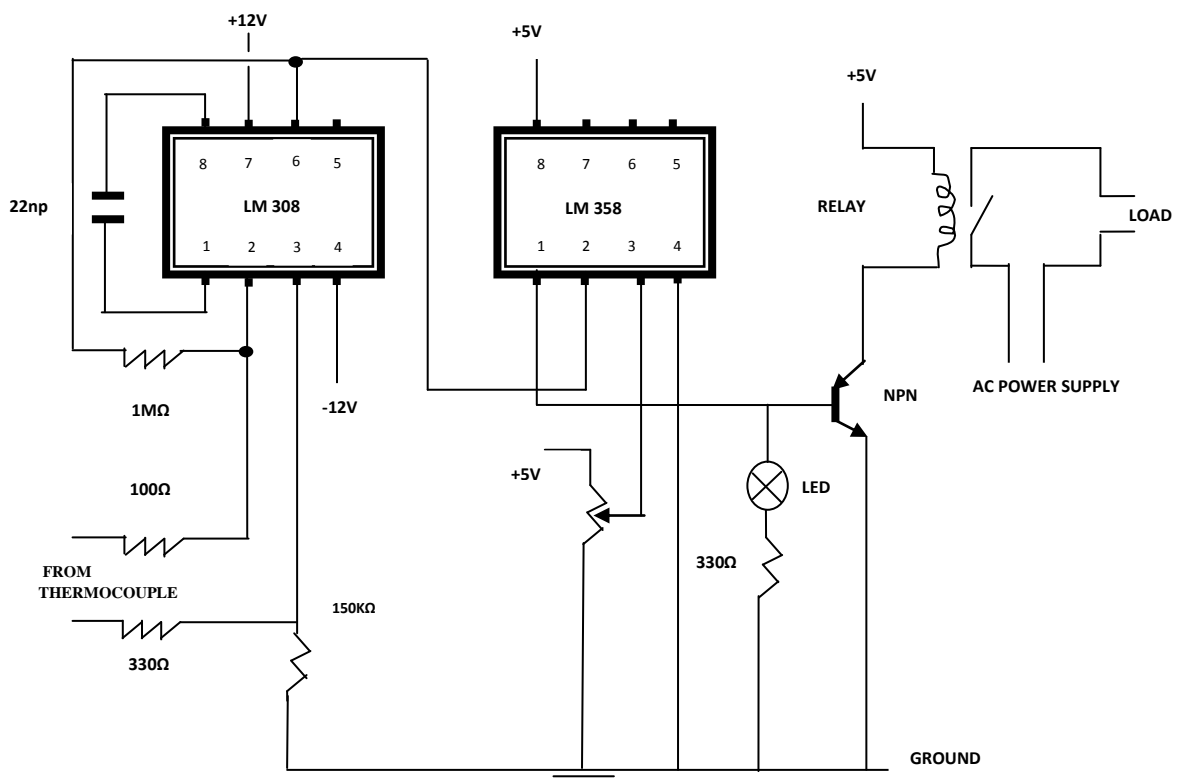 +12V
+5V
+5V
8 7 6 5
8 7 6 5
22np
LM 308
LM 358
RELAY
LOAD
1 2 3 4
1 2 3 4
AC POWER SUPPLY
1MΩ
-12V
NPN
+5V
100Ω
LED
330Ω
FROM
THERMOCOUPLE
150KΩ
330Ω
GROUND